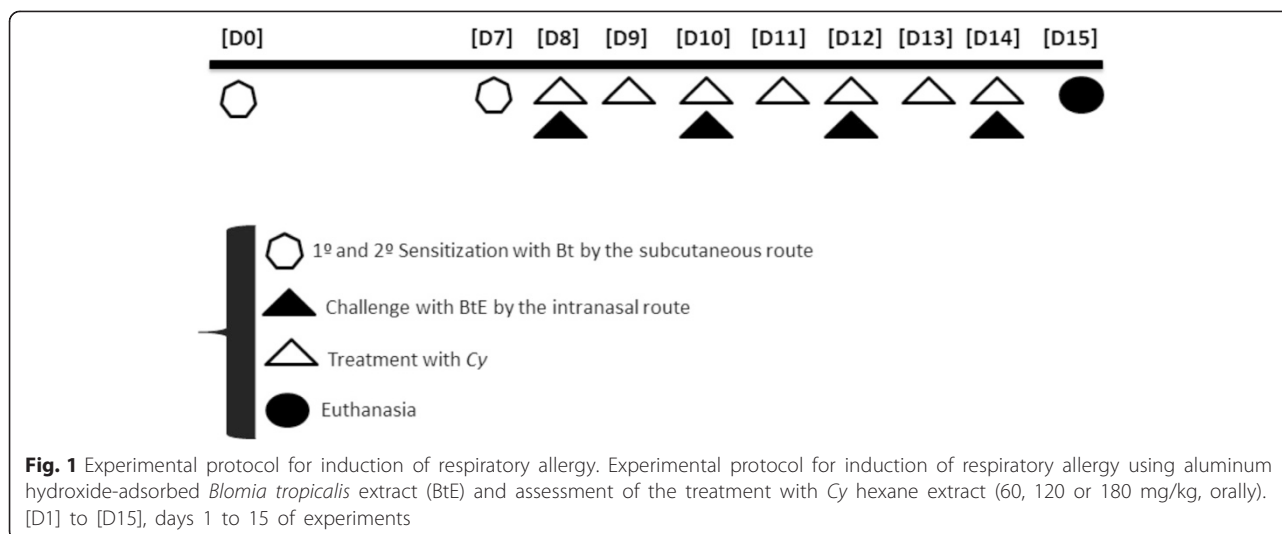 [D0] [D7] [D8] [D9] [D10] [D11] [D12] [D13] [D14] [D15]
1º and 2º Sensitization with Bt by the subcutaneous route
Challenge with BtE by the intranasal route
Treatment with Cy
Euthanasia
Fig. 1 Experimental protocol for induction of respiratory allergy. Experimental protocol for induction of respiratory allergy using aluminum
hydroxide-adsorbed Blomia tropicalis extract (BtE) and assessment of the treatment with Cy hexane extract (60, 120 or 180 mg/kg, orally).
[D1] to [D15], days 1 to 15 of experiments